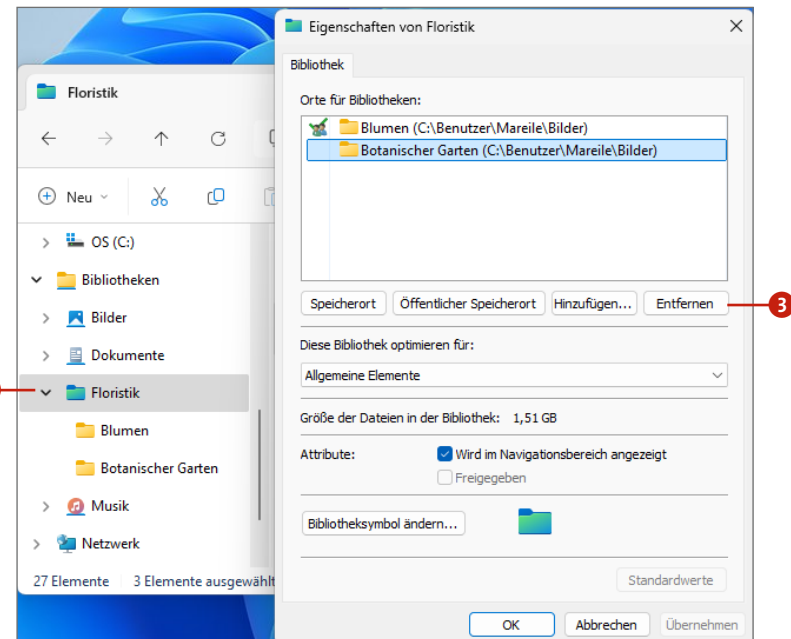 Floristik
Neu
OS (C:)
Bibliotheken
Bilder
Dokumente
Floristik
Blumen
Botanischer Garten
Musik
Netzwerk
27 Elemente 3 Elemente ausgewählt
Eigenschaften von Floristik
Bibliothek
Orte für Bibliotheken:
Blumen (C:\Benutzer\Mareile\Bilder)
Botanischer Garten (C:\Benutzer\Mareile\Bilder)
Speicherort Öffentlicher Speicherort Hinzufügen... Entfernen
3
Diese Bibliothek optimieren für:
Allgemeine Elemente
Größe der Dateien in der Bibliothek: 1,51 GB
Attribute: Wird im Navigationsbereich angezeigt
Freigegeben
Bibliotheksymbol ändern...
Standardwerte
OK Abbrechen Übernehmen